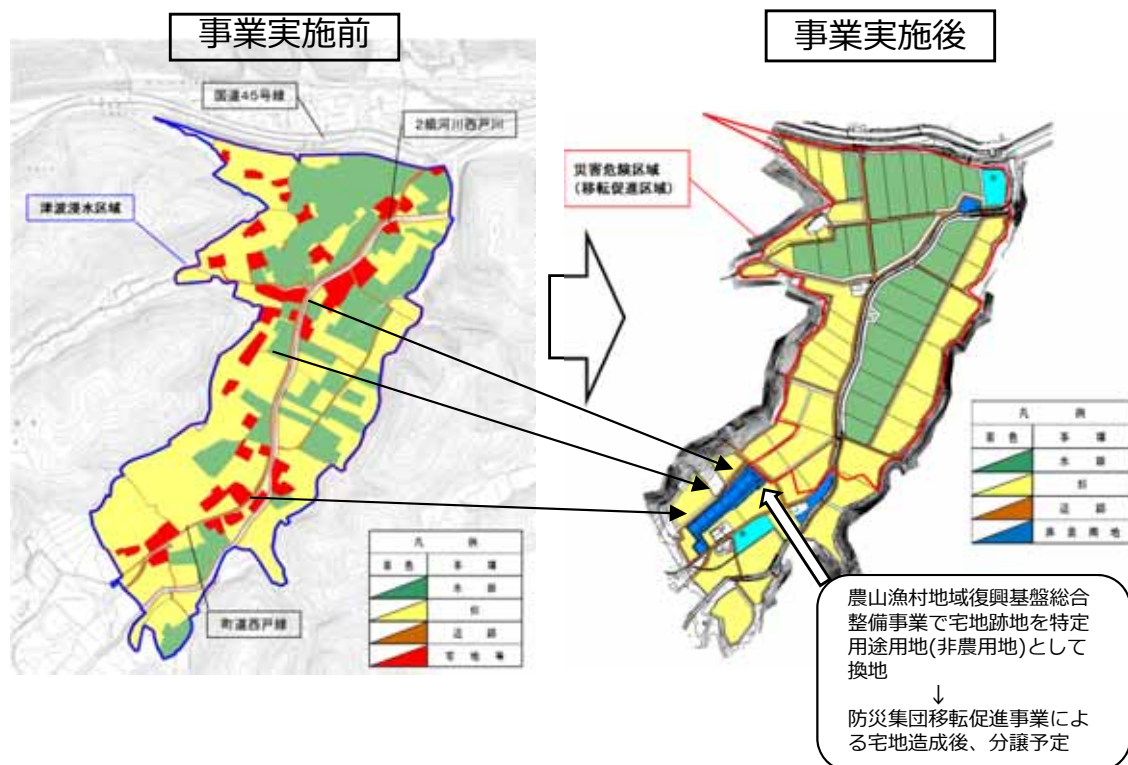 事業実施前
国道45号線
2級河川西戸川
津波浸水区域
町道西戸線
凡 例
着色 事項
水田
畑
道路
宅地等
事業実施後
災害危険区域
(移転促進区域)
凡 例
着色 事項
水田
畑
道路
非農用地
農山漁村地域復興基盤総合
整備事業で宅地跡地を特定
用途用地(非農用地)として
換地
↓
防災集団移転促進事業によ
る宅地造成後、分譲予定